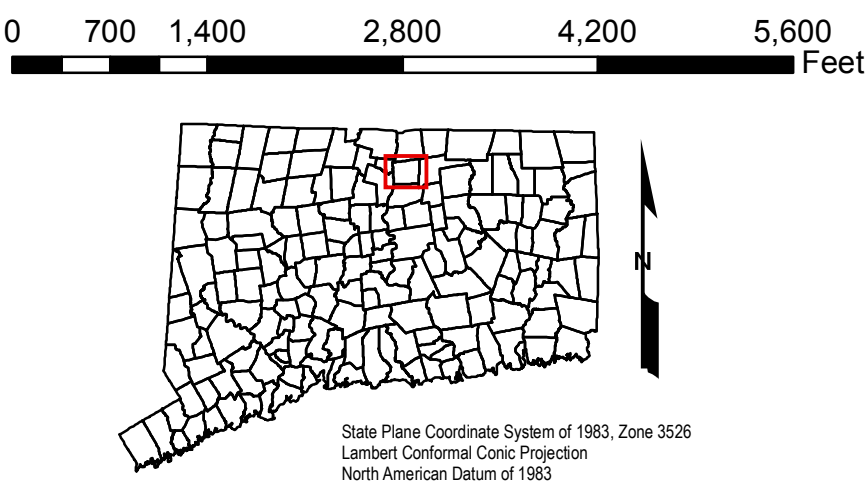 0 700 1,400 2,800 4,200 5,600
Feet
N
State Plane Coordinate System of 1983, Zone 3526
Lambert Conformal Conic Projection
North American Datum of 1983